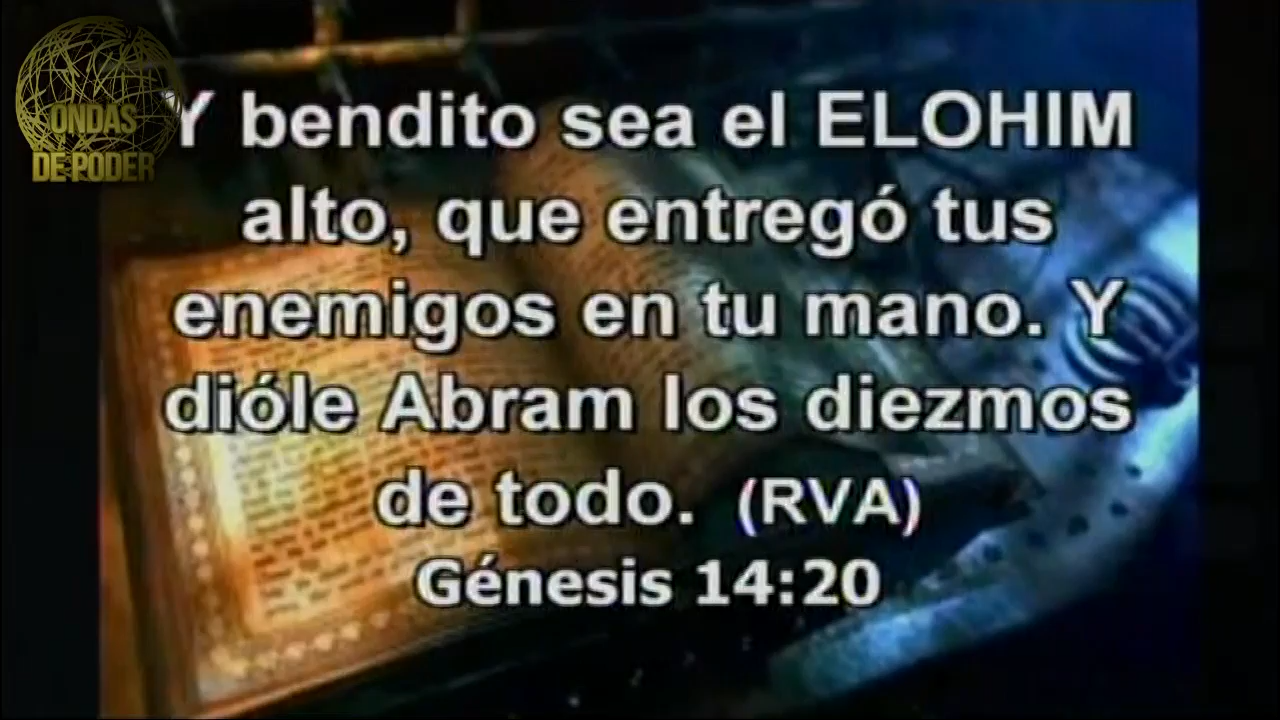 ONDAS
DE PODER
Y bendito sea el ELOHIM
alto, que entregó tus
enemigos en tu mano. Y
dióle Abram los diezmos
de todo. (RVA)
Génesis 14:20